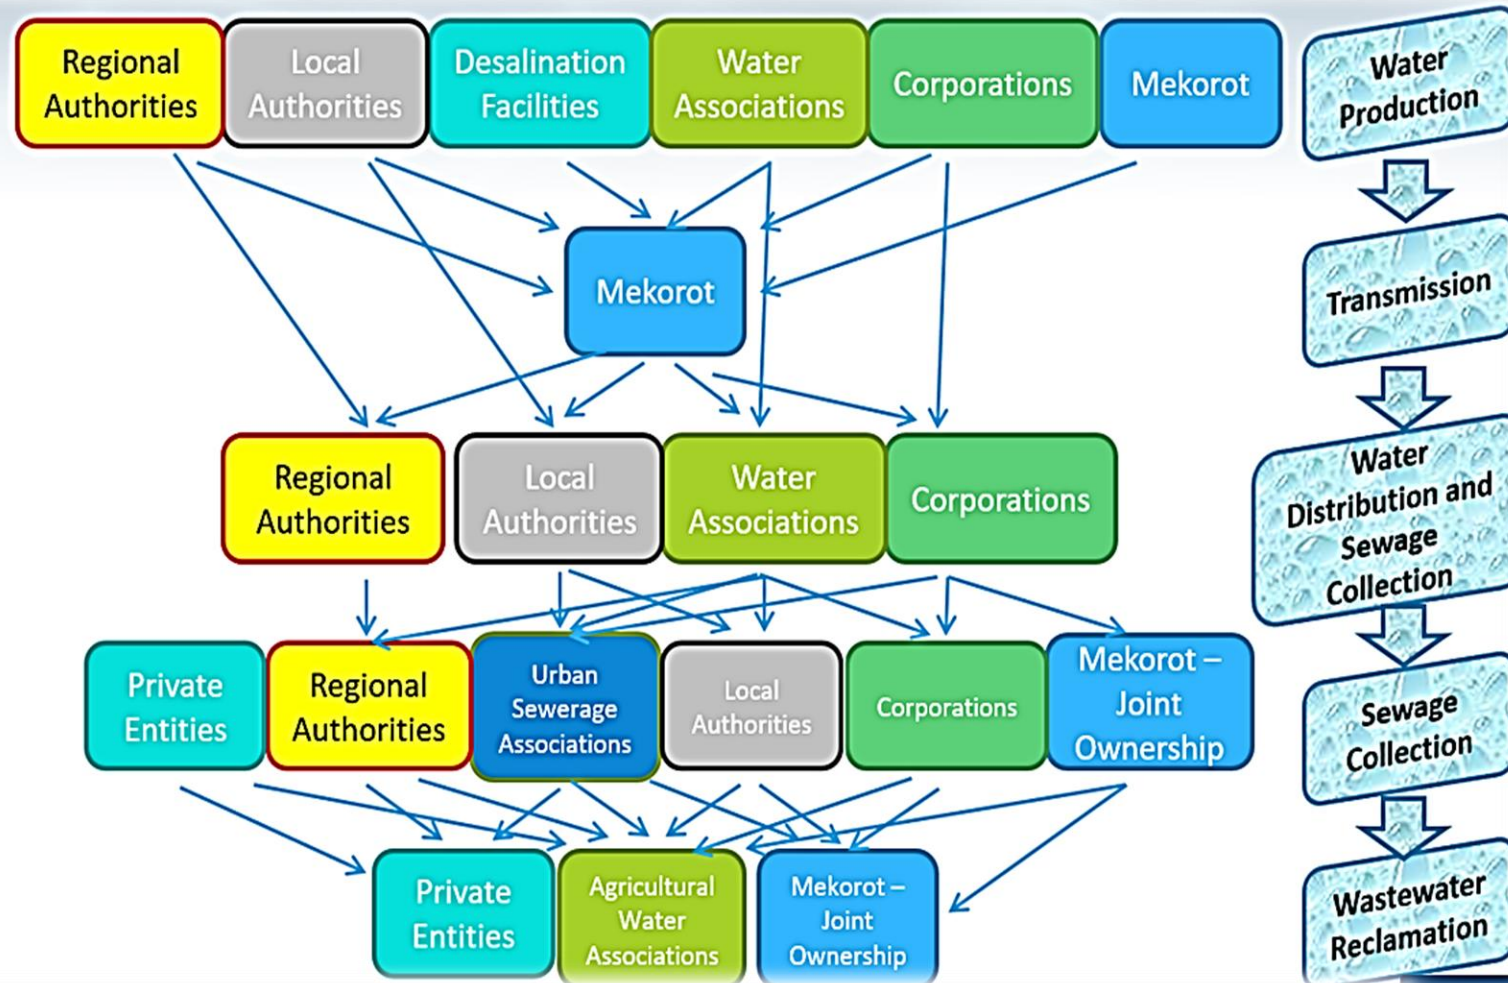 Regional
Authorities
Local
Authorities
Desalination
Facilities
Water
Associations
Corporations
Mekorot
Water
Production
Mekorot
Transmission
Regional
Authorities
Local
Authorities
Water
Associations
Corporations
Water
Distribution and
Sewage
Collection
Private
Entities
Regional
Authorities
Urban
Sewerage
Associations
Local
Authorities
Corporations
Mekorot –
Joint
Ownership
Sewage
Collection
Private
Entities
Agricultural
Water
Associations
Mekorot –
Joint
Ownership
Wastewater
Reclamation